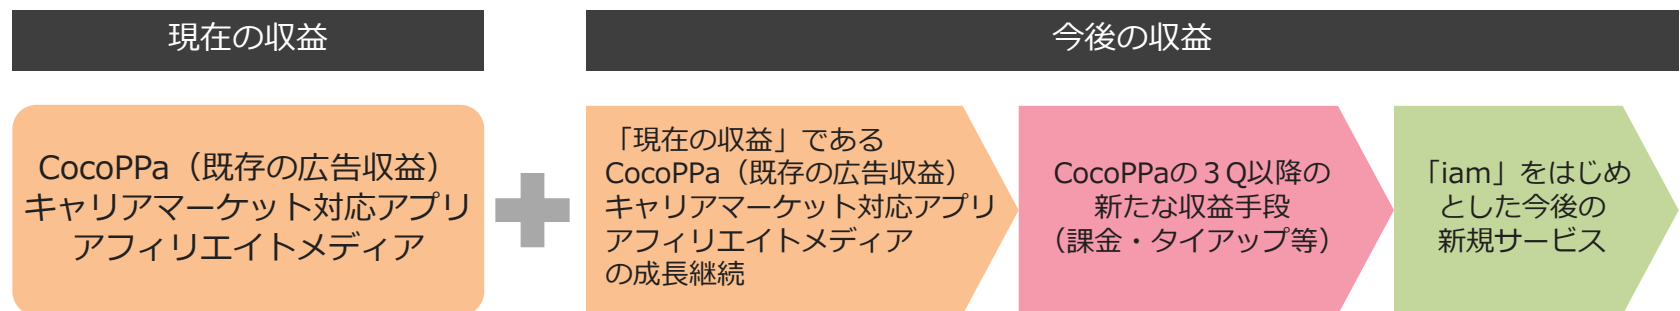 現在の収益
今後の収益
CocoPPa（既存の広告収益）
キャリアマーケット対応アプリ
アフィリエイトメディア
「現在の収益」である
CocoPPa（既存の広告収益）
キャリアマーケット対応アプリ
アフィリエイトメディア
の成長継続
CocoPPaの３Q以降の
新たな収益手段
（課金・タイアップ等）
「iam」をはじめ
とした今後の
新規サービス